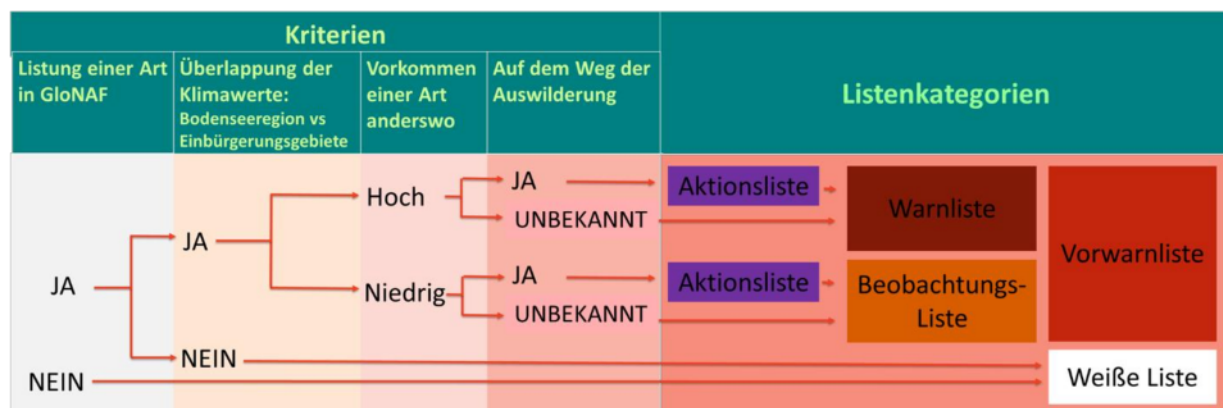 Kriterien
Listenkategorien
Listung einer Art
in GloNAF
Überlappung der
Klimawerte:
Bodenseeregion vs
Einbürgerungsgebiete
Vorkommen
einer Art
anderswo
Auf dem Weg der
Auswilderung
JA
NEIN
JA
NEIN
Hoch
Niedrig
JA
UNBEKANNT
JA
UNBEKANNT
Aktionsliste
Aktionsliste
Warnliste
Beobachtungs-
Liste
Vorwarnliste
Weiße Liste